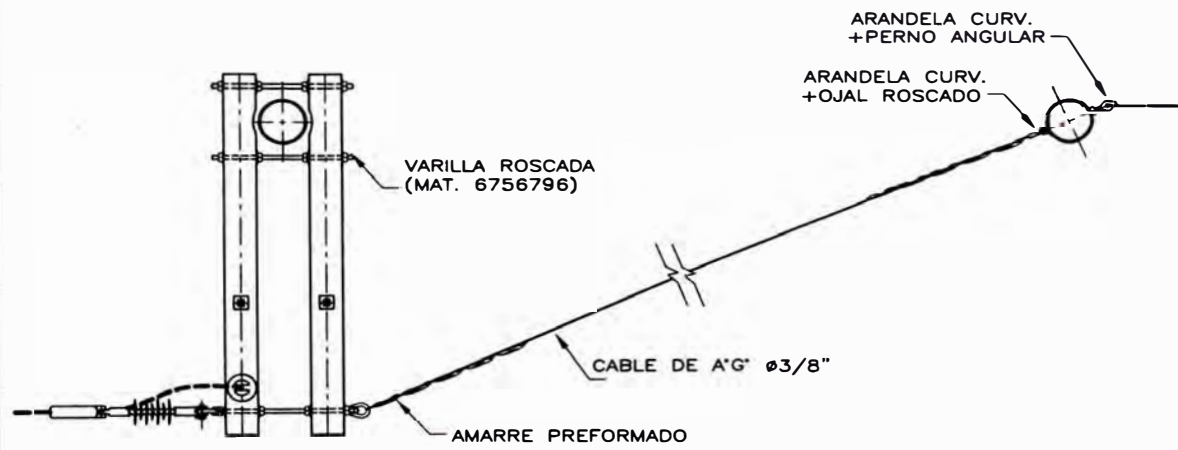 ARANDELA CURV.
+PERNO ANGULAR
ARANDELA CURV.
+OJAL ROSCADO
VARILLA ROSCADA
(MAT. 6756796)
CABLE DE A°G° ø3/8"
AMARRE PREFORMADO